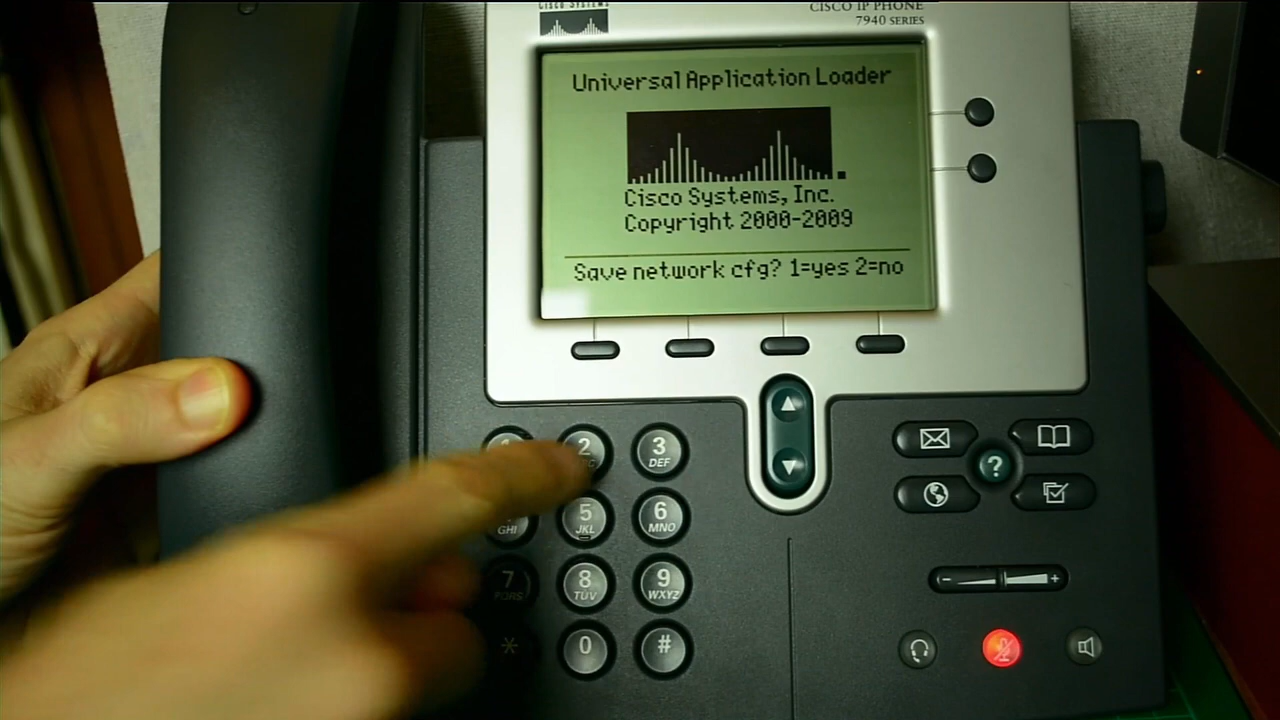 CISCO SYSTEMS
CISCO IP PHONE
7940 SERIES
Universal Application Loader
Cisco Systems, Inc.
Copyright 2000-2009
Save network cfg? 1=yes 2=no
1
2
3
DEF
GHI
5
JKL
6
MNO
7
PQRS
8
TUV
9
WXYZ
*
0
#
?
- +